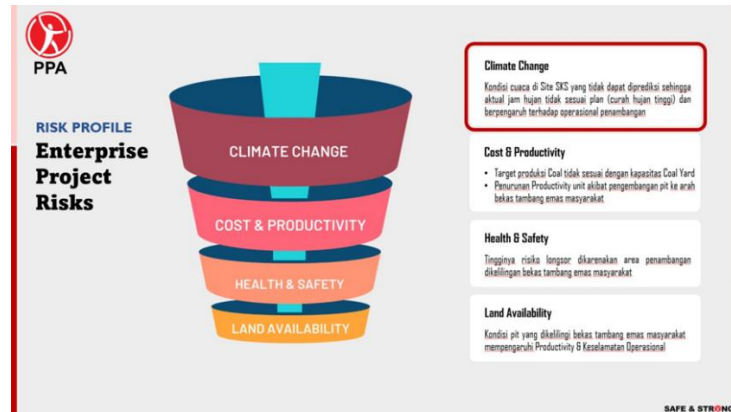 PPA
RISK PROFILE
Enterprise
Project
Risks
CLIMATE CHANGE
COST & PRODUCTIVITY
HEALTH & SAFETY
LAND AVAILABILITY
Climate Change
Kondisi cuaca di Site SKS yang tidak dapat diprediksi sehingga
aktual jam hujan tidak sesuai plan (curah hujan tinggi) dan
berpengaruh terhadap operasional penambangan
Cost & Productivity
• Target produksi Coal tidak sesuai dengan kapasitas Coal Yard
• Penurunan Productivity unit akibat pengembangan pit ke arah
bekas tambang emas masyarakat
Health & Safety
Tingginya risiko longsor dikarenakan area penambangan
dikelilingan bekas tambang emas masyarakat
Land Availability
Kondisi pit yang dikelilingi bekas tambang emas masyarakat
mempengaruhi Productivity & Keselamatan Operasional
SAFE & STRONG